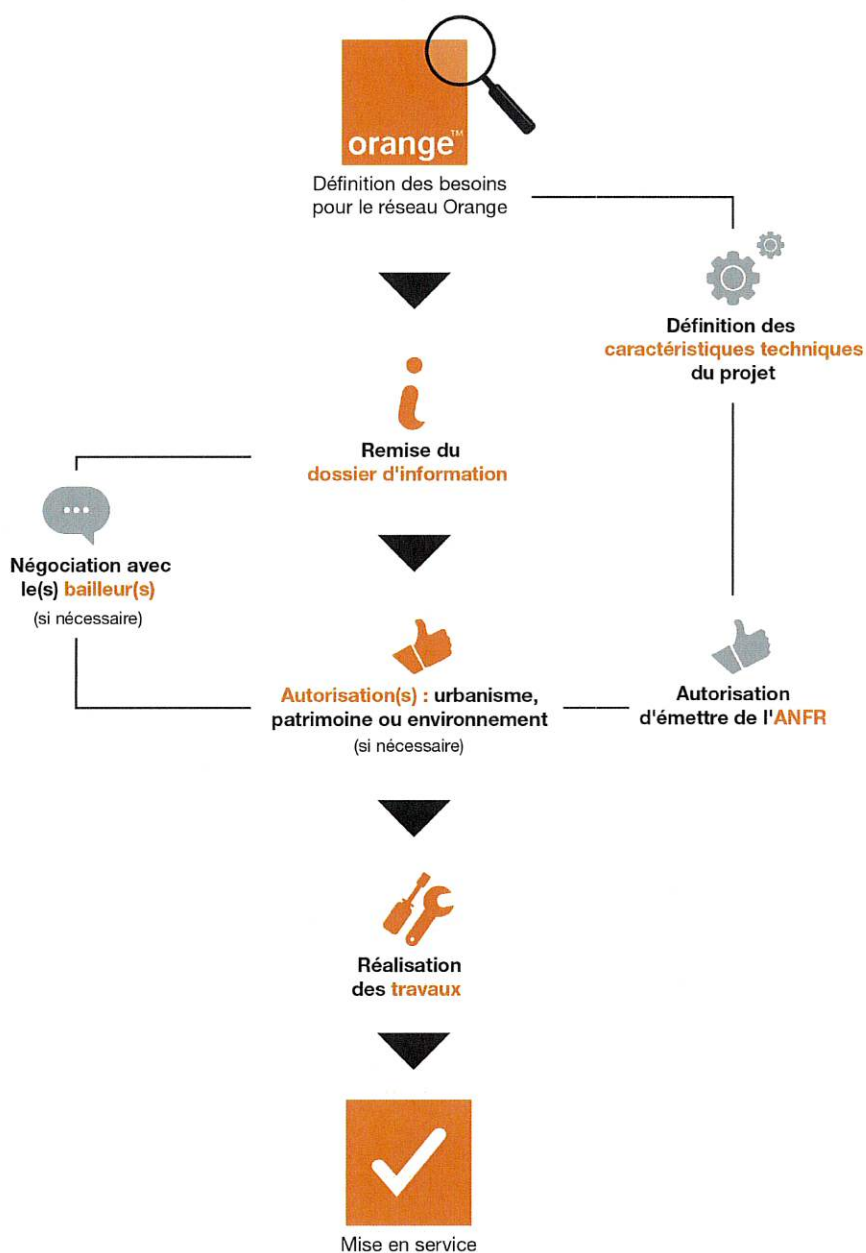 orange™
Définition des besoins
pour le réseau Orange
Définition des
caractéristiques techniques
du projet
Remise du
dossier d'information
Négociation avec
le(s) bailleur(s)
(si nécessaire)
Autorisation(s) : urbanisme,
patrimoine ou environnement
(si nécessaire)
Autorisation
d'émettre de l'ANFR
Réalisation
des travaux
Mise en service